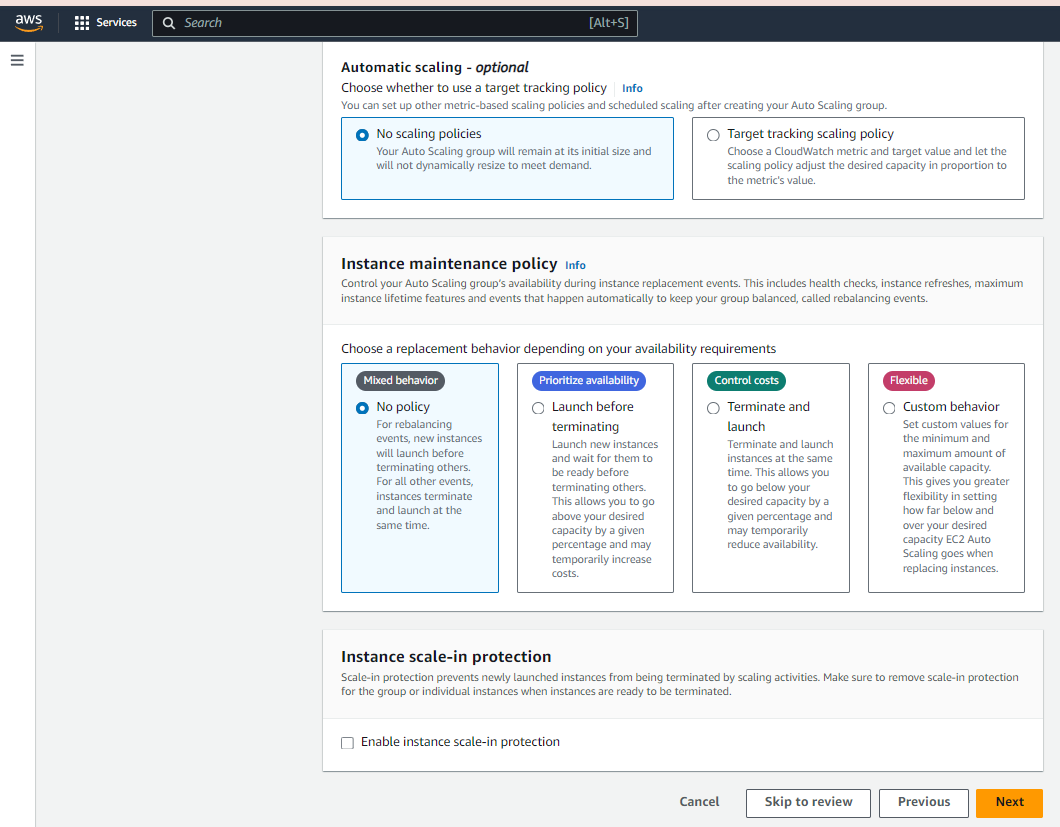 aws
Services
Search
[Alt+S]
Automatic scaling - optional
Choose whether to use a target tracking policy Info
You can set up other metric-based scaling policies and scheduled scaling after creating your Auto Scaling group.
No scaling policies
Your Auto Scaling group will remain at its initial size and
will not dynamically resize to meet demand.
Target tracking scaling policy
Choose a CloudWatch metric and target value and let the
scaling policy adjust the desired capacity in proportion to
the metric's value.
Instance maintenance policy Info
Control your Auto Scaling group's availability during instance replacement events. This includes health checks, instance refreshes, maximum
instance lifetime features and events that happen automatically to keep your group balanced, called rebalancing events.
Choose a replacement behavior depending on your availability requirements
Mixed behavior
No policy
For rebalancing
events, new instances
will launch before
terminating others.
For all other events,
instances terminate
and launch at the
same time.
Prioritize availability
Launch before
terminating
Launch new instances
and wait for them to
be ready before
terminating others.
This allows you to go
above your desired
capacity by a given
percentage and may
temporarily increase
costs.
Control costs
Terminate and
launch
Terminate and launch
instances at the same
time. This allows you
to go below your
desired capacity by a
given percentage and
may temporarily
reduce availability.
Flexible
Custom behavior
Set custom values for
the minimum and
maximum amount of
available capacity.
This gives you greater
flexibility in setting
how far below and
over your desired
capacity EC2 Auto
Scaling goes when
replacing instances.
Instance scale-in protection
Scale-in protection prevents newly launched instances from being terminated by scaling activities. Make sure to remove scale-in protection
for the group or individual instances when instances are ready to be terminated.
Enable instance scale-in protection
Cancel
Skip to review
Previous
Next